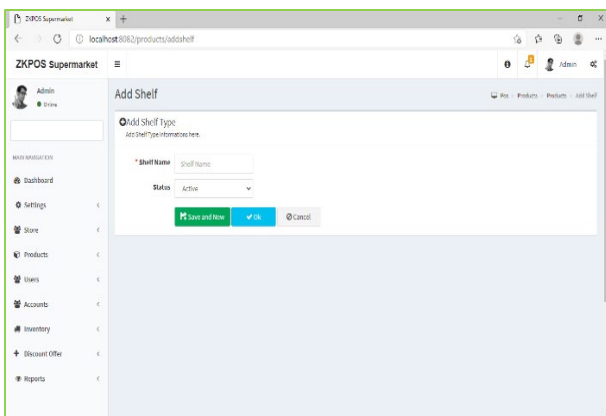 ZKPOS Supermarket
localhost:8082/products/addshelf
ZKPOS Supermarket
Admin
Admin
Online
Add Shelf
Pos - Products - Products - Add Shelf
Add Shelf Type
Add Shelf Type Informations here.
* Shelf Name Shelf Name
Status Active
Save and New Ok Cancel
MAIN NAVIGATION
Dashboard
Settings
Store
Products
Users
Accounts
Inventory
Discount Offer
Reports